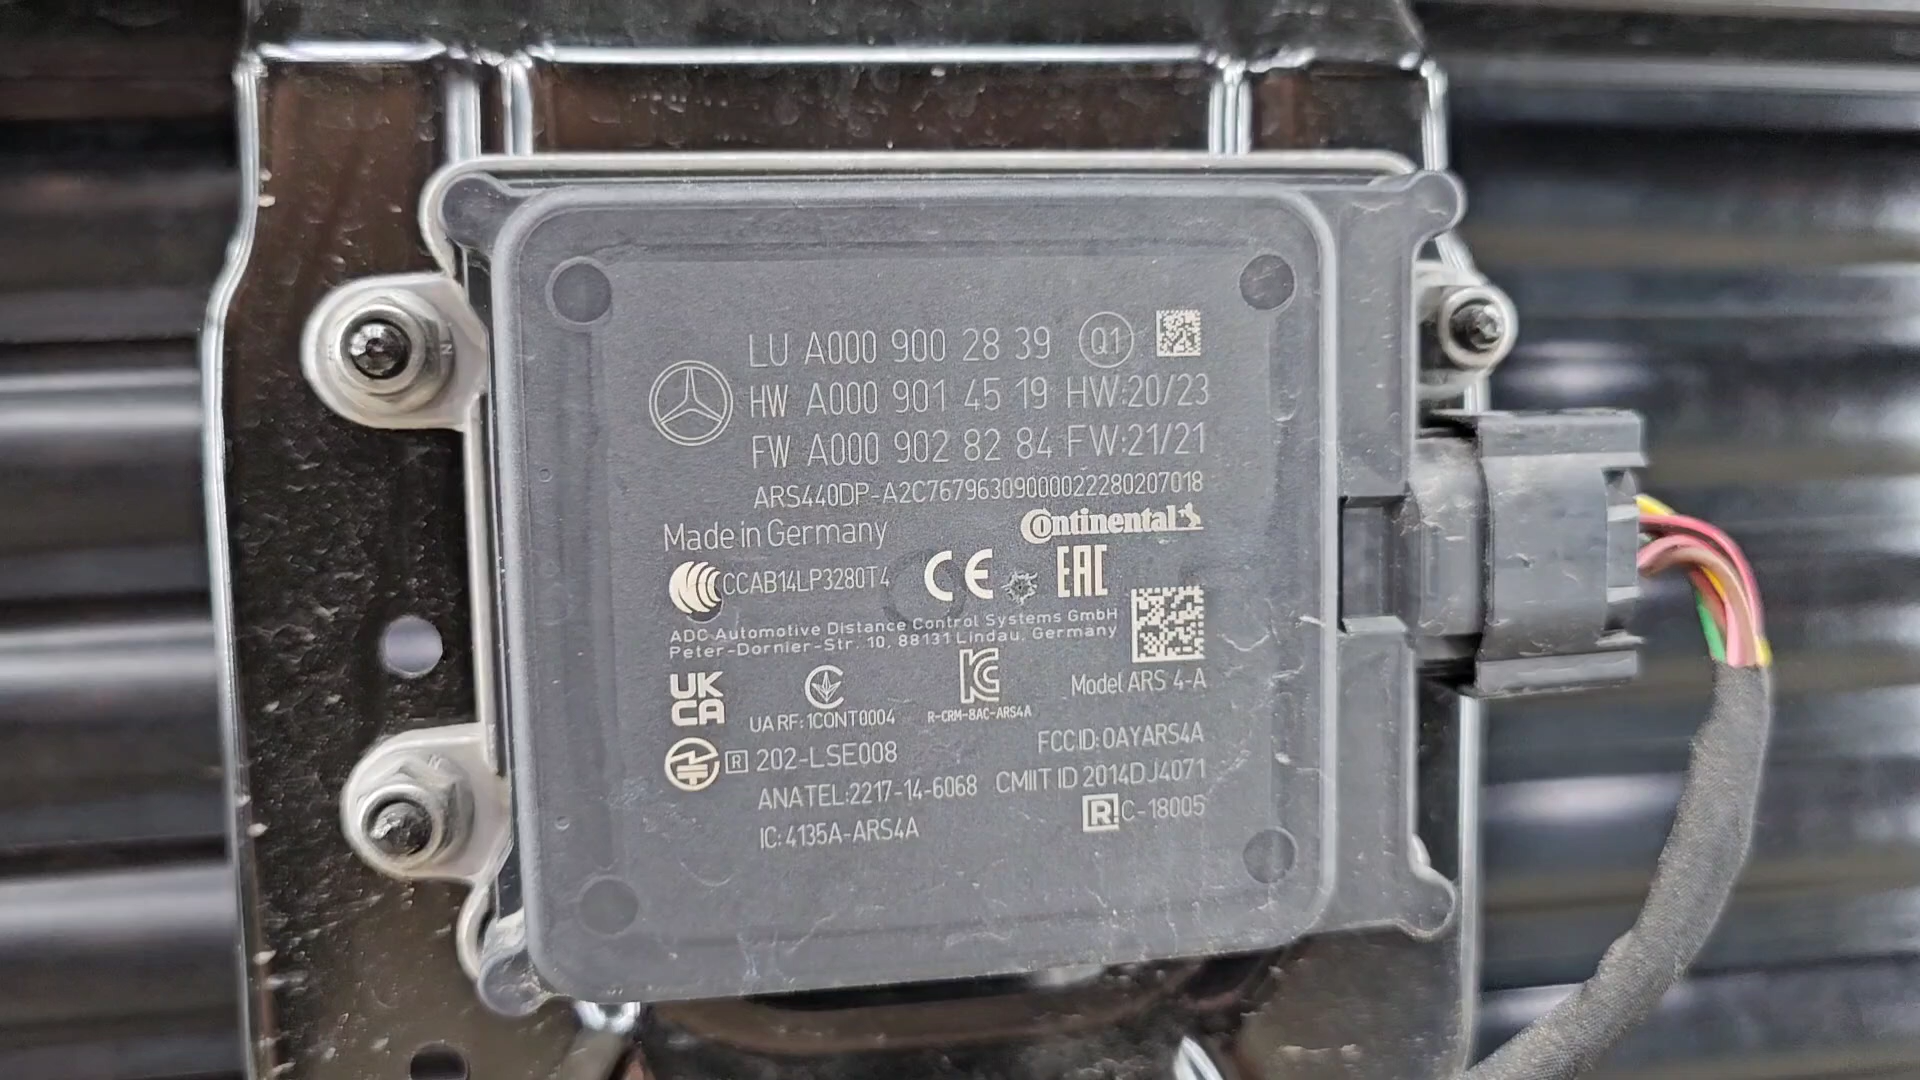 LU A000 900 28 39 Q1
HW A000 901 45 19 HW:20/23
FW A000 902 82 84 FW:21/21
ARS440DP-A2C76796309000022280207018
Made in Germany
Continental
CCAB14LP3280T4 CE EAC
ADC Automotive Distance Control Systems GmbH
Peter-Dornier-Str. 10, 88131 Lindau, Germany
UK
CA
Model ARS 4-A
UA RF: 1CONT0004
R-CRM-8AC-ARS4A
R 202-LSE008
FCC ID: OAYARS4A
ANATEL:2217-14-6068
CMIIT ID 2014DJ4071
IC: 4135A-ARS4A
R! C-18005